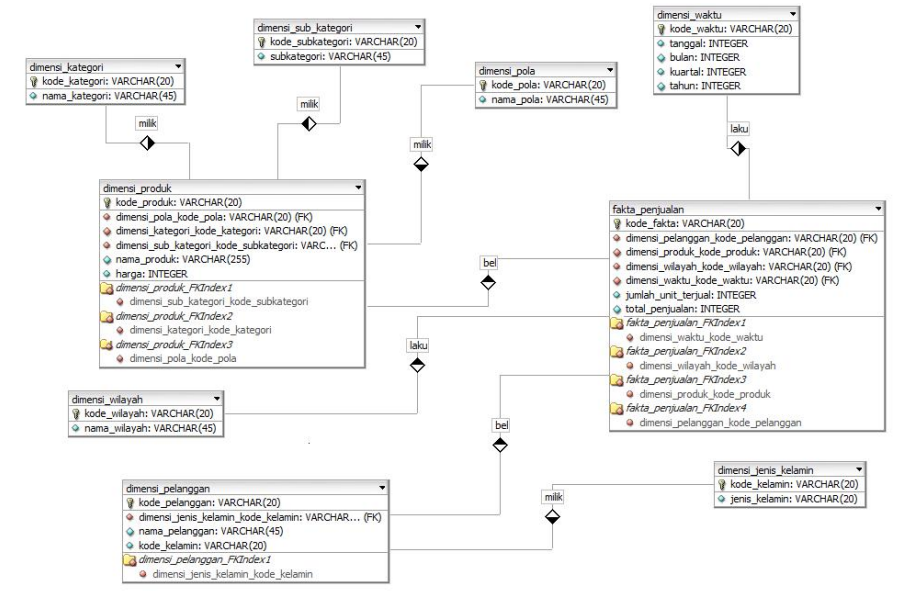 dimensi_kategori
kode_kategori: VARCHAR(20)
nama_kategori: VARCHAR(45)
dimensi_sub_kategori
kode_subkategori: VARCHAR(20)
subkategori: VARCHAR(45)
dimensi_pola
kode_pola: VARCHAR(20)
nama_pola: VARCHAR(45)
dimensi_waktu
kode_waktu: VARCHAR(20)
tanggal: INTEGER
bulan: INTEGER
kuartal: INTEGER
tahun: INTEGER
milik
milik
milik
laku
dimensi_produk
kode_produk: VARCHAR(20)
dimensi_pola_kode_pola: VARCHAR(20) (FK)
dimensi_kategori_kode_kategori: VARCHAR(20) (FK)
dimensi_sub_kategori_kode_subkategori: VARC... (FK)
nama_produk: VARCHAR(255)
harga: INTEGER
dimensi_produk_FKIndex1
dimensi_sub_kategori_kode_subkategori
dimensi_produk_FKIndex2
dimensi_kategori_kode_kategori
dimensi_produk_FKIndex3
dimensi_pola_kode_pola
fakta_penjualan
kode_fakta: VARCHAR(20)
dimensi_pelanggan_kode_pelanggan: VARCHAR(20) (FK)
dimensi_produk_kode_produk: VARCHAR(20) (FK)
dimensi_wilayah_kode_wilayah: VARCHAR(20) (FK)
dimensi_waktu_kode_waktu: VARCHAR(20) (FK)
jumlah_unit_terjual: INTEGER
total_penjualan: INTEGER
fakta_penjualan_FKIndex1
dimensi_waktu_kode_waktu
fakta_penjualan_FKIndex2
dimensi_wilayah_kode_wilayah
fakta_penjualan_FKIndex3
dimensi_produk_kode_produk
fakta_penjualan_FKIndex4
dimensi_pelanggan_kode_pelanggan
bel
laku
bel
milik
dimensi_wilayah
kode_wilayah: VARCHAR(20)
nama_wilayah: VARCHAR(45)
dimensi_pelanggan
kode_pelanggan: VARCHAR(20)
dimensi_jenis_kelamin_kode_kelamin: VARCHAR... (FK)
nama_pelanggan: VARCHAR(45)
kode_kelamin: VARCHAR(20)
dimensi_pelanggan_FKIndex1
dimensi_jenis_kelamin_kode_kelamin
dimensi_jenis_kelamin
kode_kelamin: VARCHAR(20)
jenis_kelamin: VARCHAR(20)